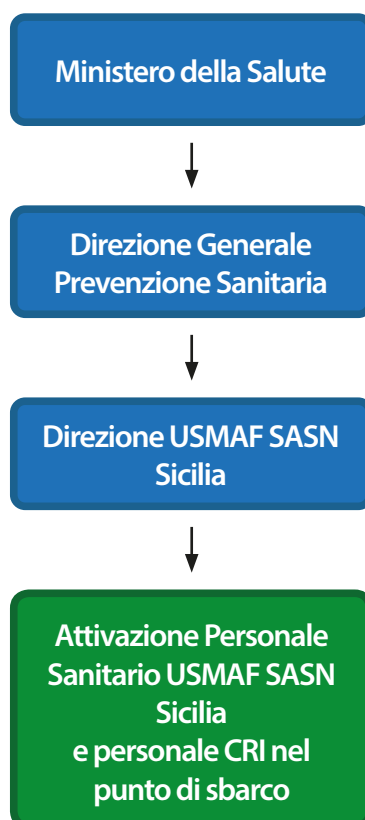 Ministero della Salute
Direzione Generale
Prevenzione Sanitaria
Direzione USMAF SASN
Sicilia
Attivazione Personale
Sanitario USMAF SASN
Sicilia
e personale CRI nel
punto di sbarco